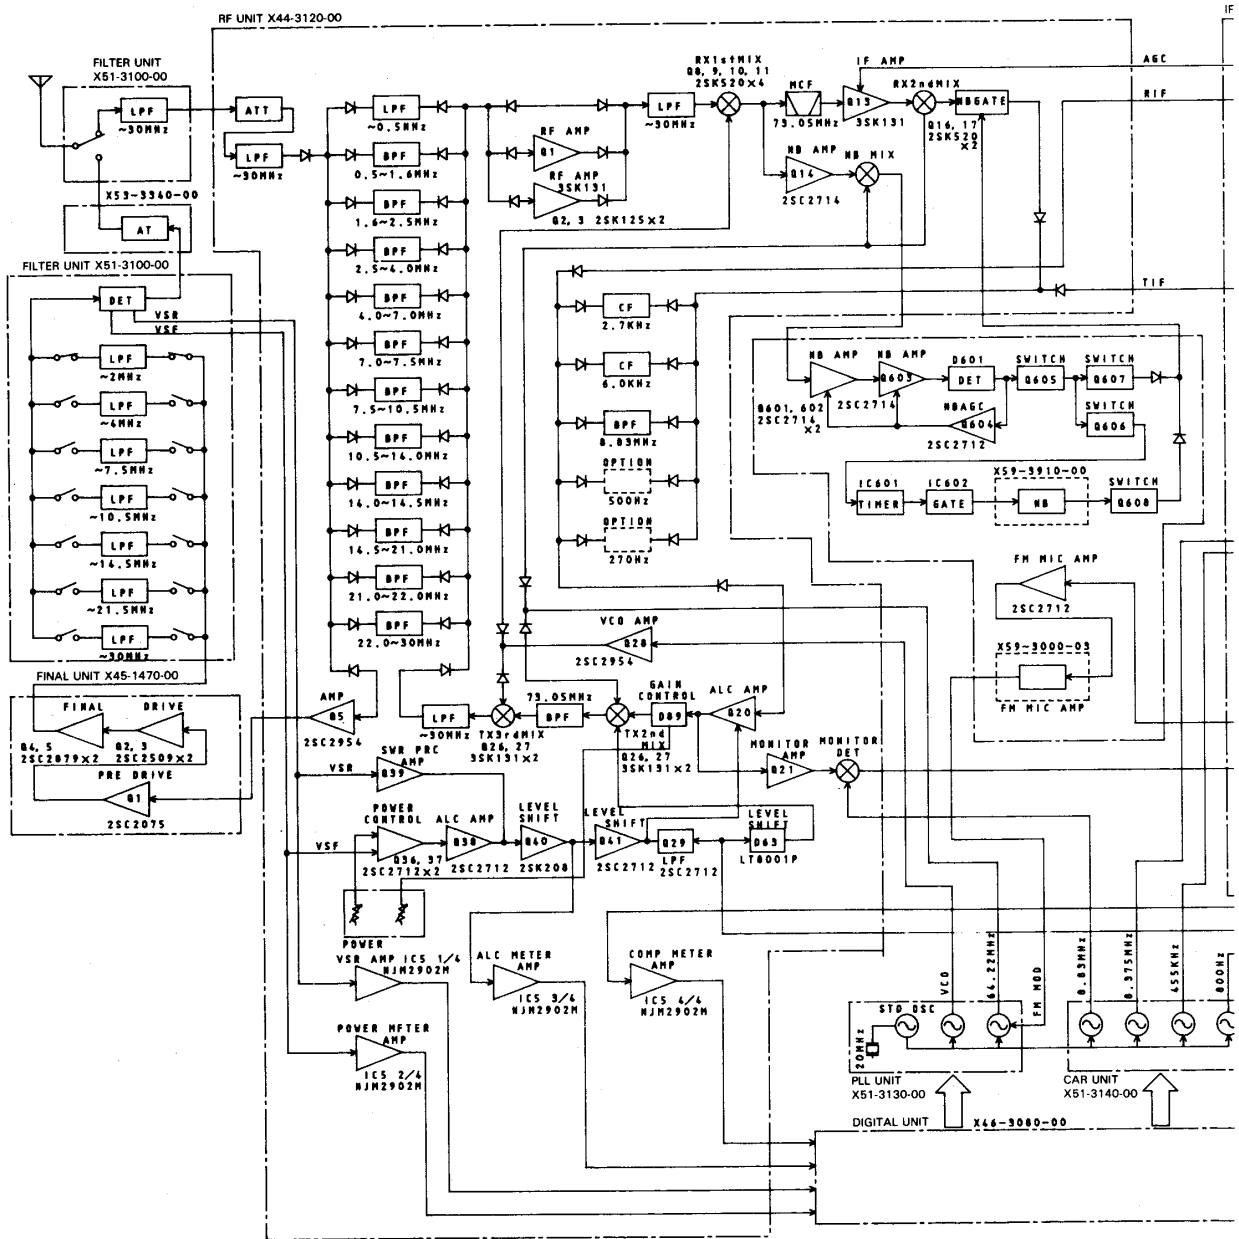 RF UNIT X44-3120-00
IF
FILTER UNIT
X51-3100-00
LPF
~30MHz
ATT
LPF
~30MHz
X53-3340-00
AT
FILTER UNIT X51-3100-00
DET
VSR
VSF
LPF
~2MHz
LPF
~4MHz
LPF
~7.5MHz
LPF
~10.5MHz
LPF
~14.5MHz
LPF
~21.5MHz
LPF
~30MHz
FINAL UNIT X45-1470-00
FINAL
DRIVE
Q4, 5
2SC2879×2
Q2, 3
2SC2509×2
PRE DRIVE
Q1
2SC2075
LPF
~0.5MHz
BPF
0.5~1.6MHz
BPF
1.6~2.5MHz
BPF
2.5~4.0MHz
BPF
4.0~7.0MHz
BPF
7.0~7.5MHz
BPF
7.5~10.5MHz
BPF
10.5~14.0MHz
BPF
14.0~14.5MHz
BPF
14.5~21.0MHz
BPF
21.0~22.0MHz
BPF
22.0~30MHz
RF AMP
Q1
RF AMP
3SK131
Q2, 3 2SK125×2
LPF
~30MHz
RX1stMIX
Q8, 9, 10, 11
2SK520×4
MCF
73.05MHz
IF AMP
Q13
3SK131
RX2ndMIX
Q16, 17
2SK520
×2
NBGATE
AGC
RIF
TIF
NB AMP
Q14
2SC2714
NB MIX
CF
2.7KHz
CF
6.0KHz
BPF
8.83MHz
OPTION
500Hz
OPTION
270Hz
NB AMP
Q601, 602
2SC2714
×2
NB AMP
Q603
2SC2714
D601
DET
SWITCH
Q605
SWITCH
Q607
NBAGC
Q604
2SC2712
SWITCH
Q606
IC601
TIMER
IC602
GATE
X59-3910-00
NB
SWITCH
Q608
FM MIC AMP
2SC2712
X59-3000-03
FM MIC AMP
VCO AMP
Q28
2SC2954
AMP
Q5
2SC2954
LPF
~30MHz
TX3rdMIX
Q26, 27
3SK131×2
73.05MHz
BPF
GAIN
CONTROL
D89
TX2nd
MIX
Q26, 27
3SK131×2
ALC AMP
Q20
MONITOR
AMP
Q21
MONITOR
DET
SWR PRC
AMP
Q39
VSR
POWER
CONTROL
VSF
Q36, 37
2SC2712×2
ALC AMP
Q38
2SC2712
LEVEL
SHIFT
Q40
2SK208
LEVEL
SHIFT
Q41
2SC2712
Q29
LPF
2SC2712
LEVEL
SHIFT
D63
LT8001P
POWER
VSR AMP IC5 1/4
NJM2902M
ALC METER
AMP
IC5 3/4
NJM2902M
COMP METER
AMP
IC5 4/4
NJM2902M
POWER METER
AMP
IC5 2/4
NJM2902M
STD OSC
20MHz
VCO
64.22MHz
FM MOD
8.83MHz
8.375MHz
455KHz
800Hz
PLL UNIT
X51-3130-00
CAR UNIT
X51-3140-00
DIGITAL UNIT X46-3080-00